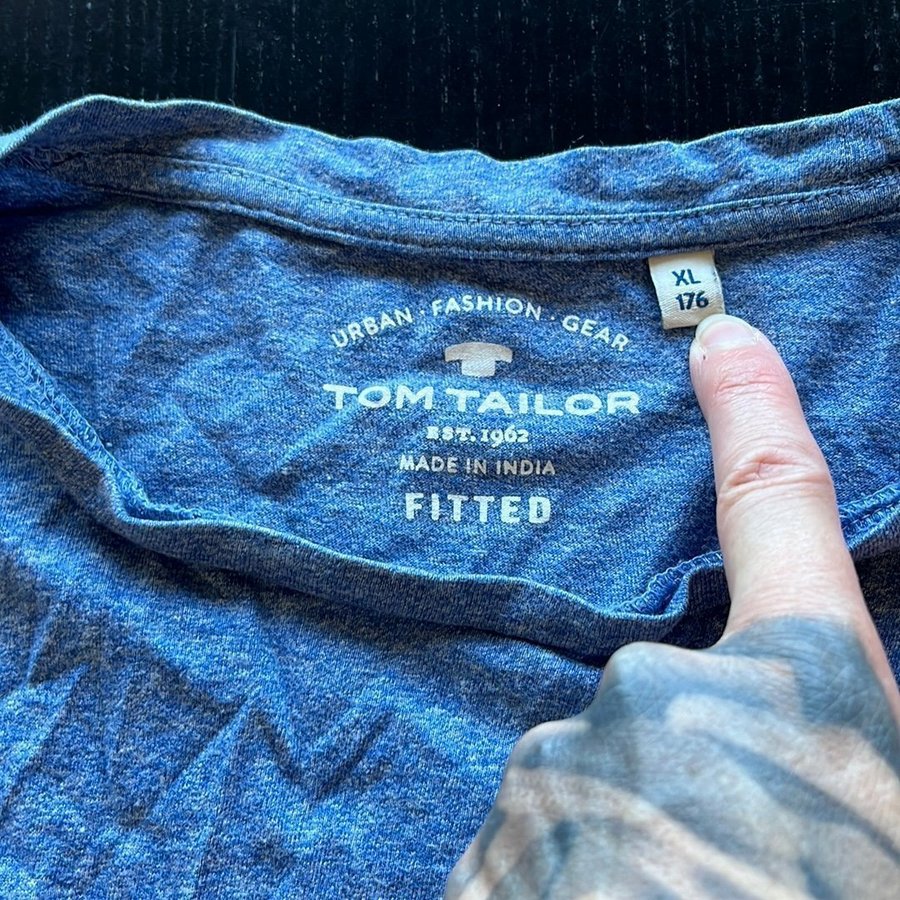 XL
176
URBAN · FASHION · GEAR
TOM TAILOR
EST. 1962
MADE IN INDIA
FITTED